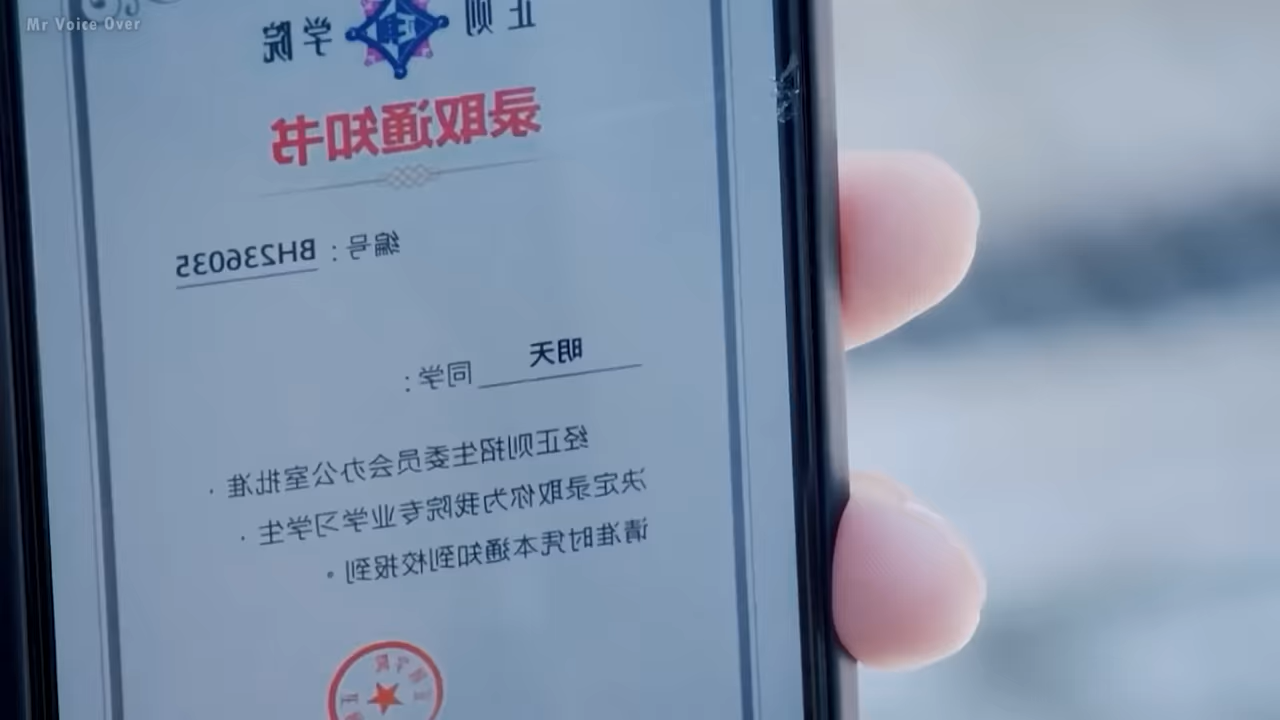 Mr Voice Over
正则 学院
录取通知书
编号：BH236035
明天 同学：
经正则招生委员会办公室批准，
决定录取你为我院专业学习学生，
请准时凭本通知到校报到。